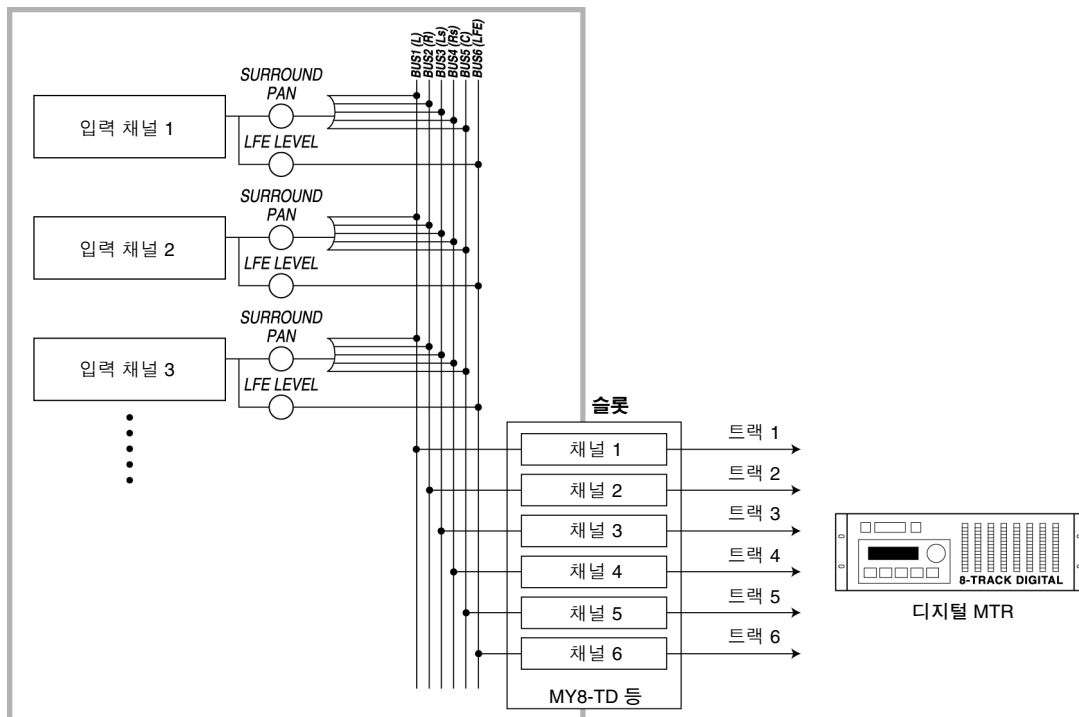 BUS1 (L)
BUS2 (R)
BUS3 (Ls)
BUS4 (Rs)
BUS5 (C)
BUS6 (LFE)
SURROUND
PAN
입력 채널 1
LFE LEVEL
SURROUND
PAN
입력 채널 2
LFE LEVEL
SURROUND
PAN
입력 채널 3
LFE LEVEL
슬롯
채널 1
트랙 1
채널 2
트랙 2
채널 3
트랙 3
채널 4
트랙 4
채널 5
트랙 5
채널 6
트랙 6
MY8-TD 등
8-TRACK DIGITAL
디지털 MTR